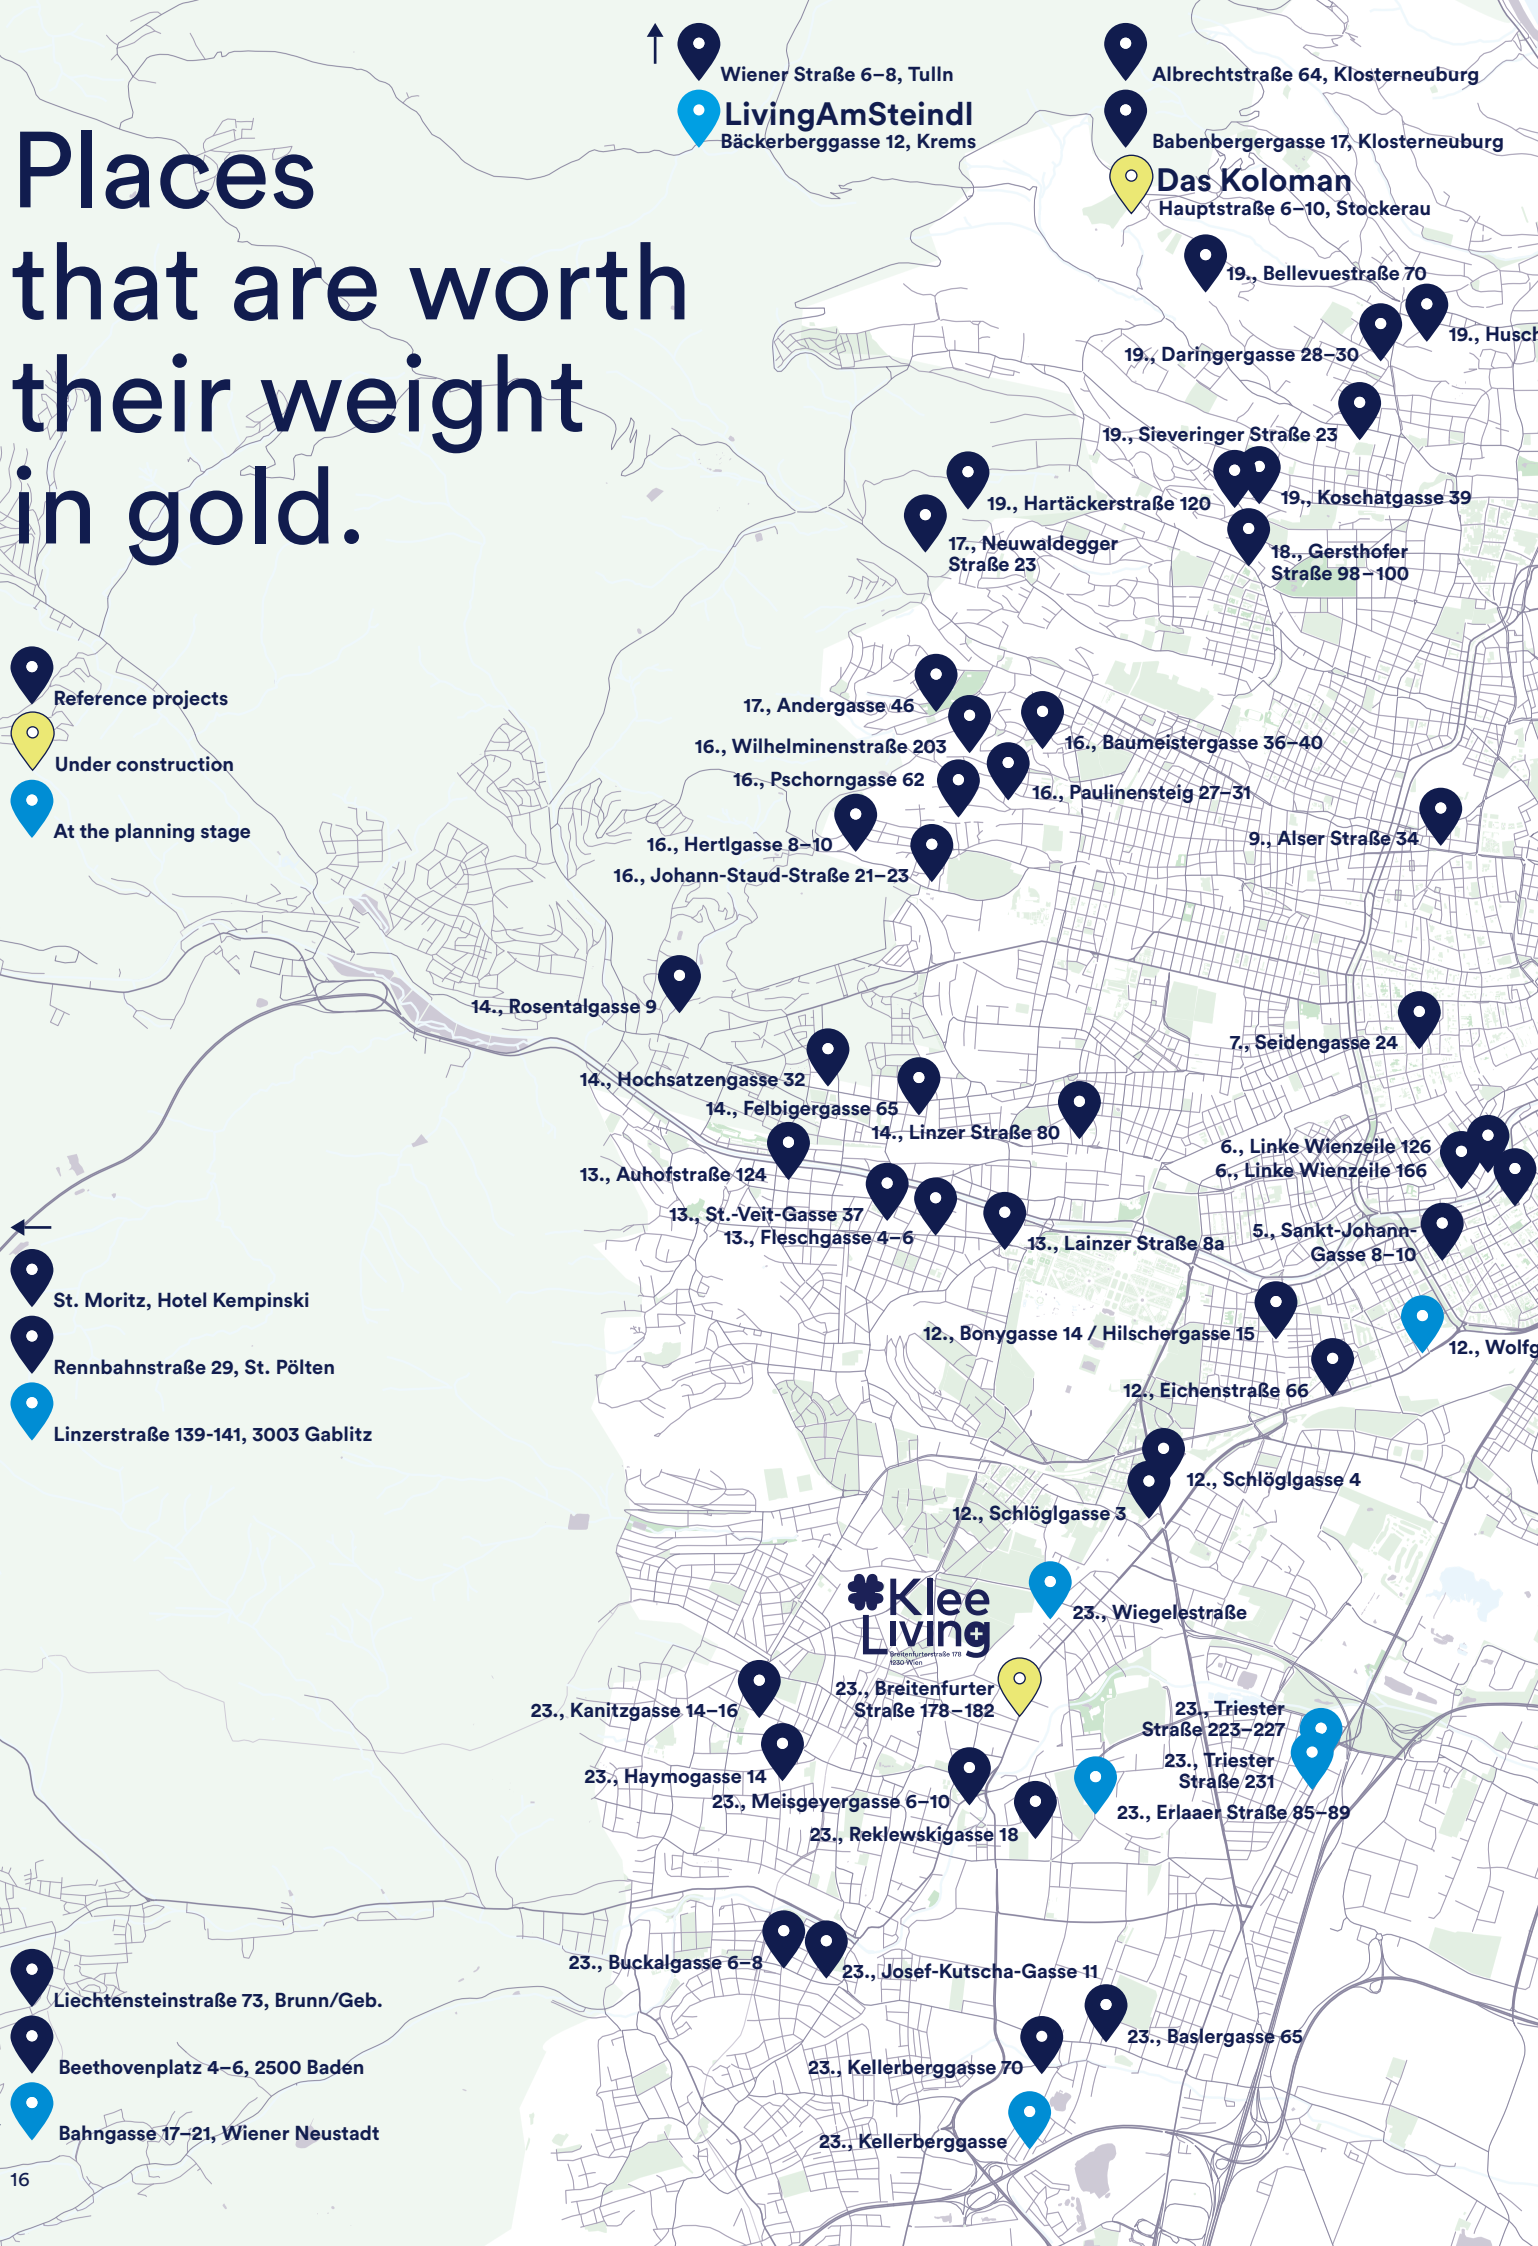 Wiener Straße 6–8, Tulln
LivingAmSteindl
Bäckerberggasse 12, Krems
Albrechtstraße 64, Klosterneuburg
Babenbergergasse 17, Klosterneuburg
Das Koloman
Hauptstraße 6–10, Stockerau
Places
that are worth
their weight
in gold.
19., Bellevuestraße 70
19., Husch
19., Daringergasse 28–30
19., Sieveringer Straße 23
19., Hartäckerstraße 120
19., Koschatgasse 39
17., Neuwaldegger
Straße 23
18., Gersthofer
Straße 98–100
Reference projects
Under construction
At the planning stage
17., Andergasse 46
16., Wilhelminenstraße 203
16., Baumeistergasse 36–40
16., Pschorngasse 62
16., Paulinensteig 27–31
16., Hertlgasse 8–10
9., Alser Straße 34
16., Johann-Staud-Straße 21–23
14., Rosentalgasse 9
7., Seidengasse 24
14., Hochsatzengasse 32
14., Felbigergasse 65
14., Linzer Straße 80
6., Linke Wienzeile 126
6., Linke Wienzeile 166
13., Auhofstraße 124
13., St.-Veit-Gasse 37
13., Fleschgasse 4–6
13., Lainzer Straße 8a
5., Sankt-Johann-
Gasse 8–10
St. Moritz, Hotel Kempinski
Rennbahnstraße 29, St. Pölten
Linzerstraße 139-141, 3003 Gablitz
12., Bonygasse 14 / Hilschergasse 15
12., Wolfg
12., Eichenstraße 66
12., Schlöglgasse 4
12., Schlöglgasse 3
Klee
Living
Breitenfurterstraße 178
1230 Wien
23., Wiegelestraße
23., Breitenfurter
Straße 178–182
23., Kanitzgasse 14–16
23., Triester
Straße 223–227
23., Triester
Straße 231
23., Haymogasse 14
23., Meisgeyergasse 6–10
23., Erlaaer Straße 85–89
23., Reklewskigasse 18
23., Buckalgasse 6–8
23., Josef-Kutscha-Gasse 11
Liechtensteinstraße 73, Brunn/Geb.
Beethovenplatz 4–6, 2500 Baden
Bahngasse 17–21, Wiener Neustadt
23., Baslergasse 65
23., Kellerberggasse 70
23., Kellerberggasse
16